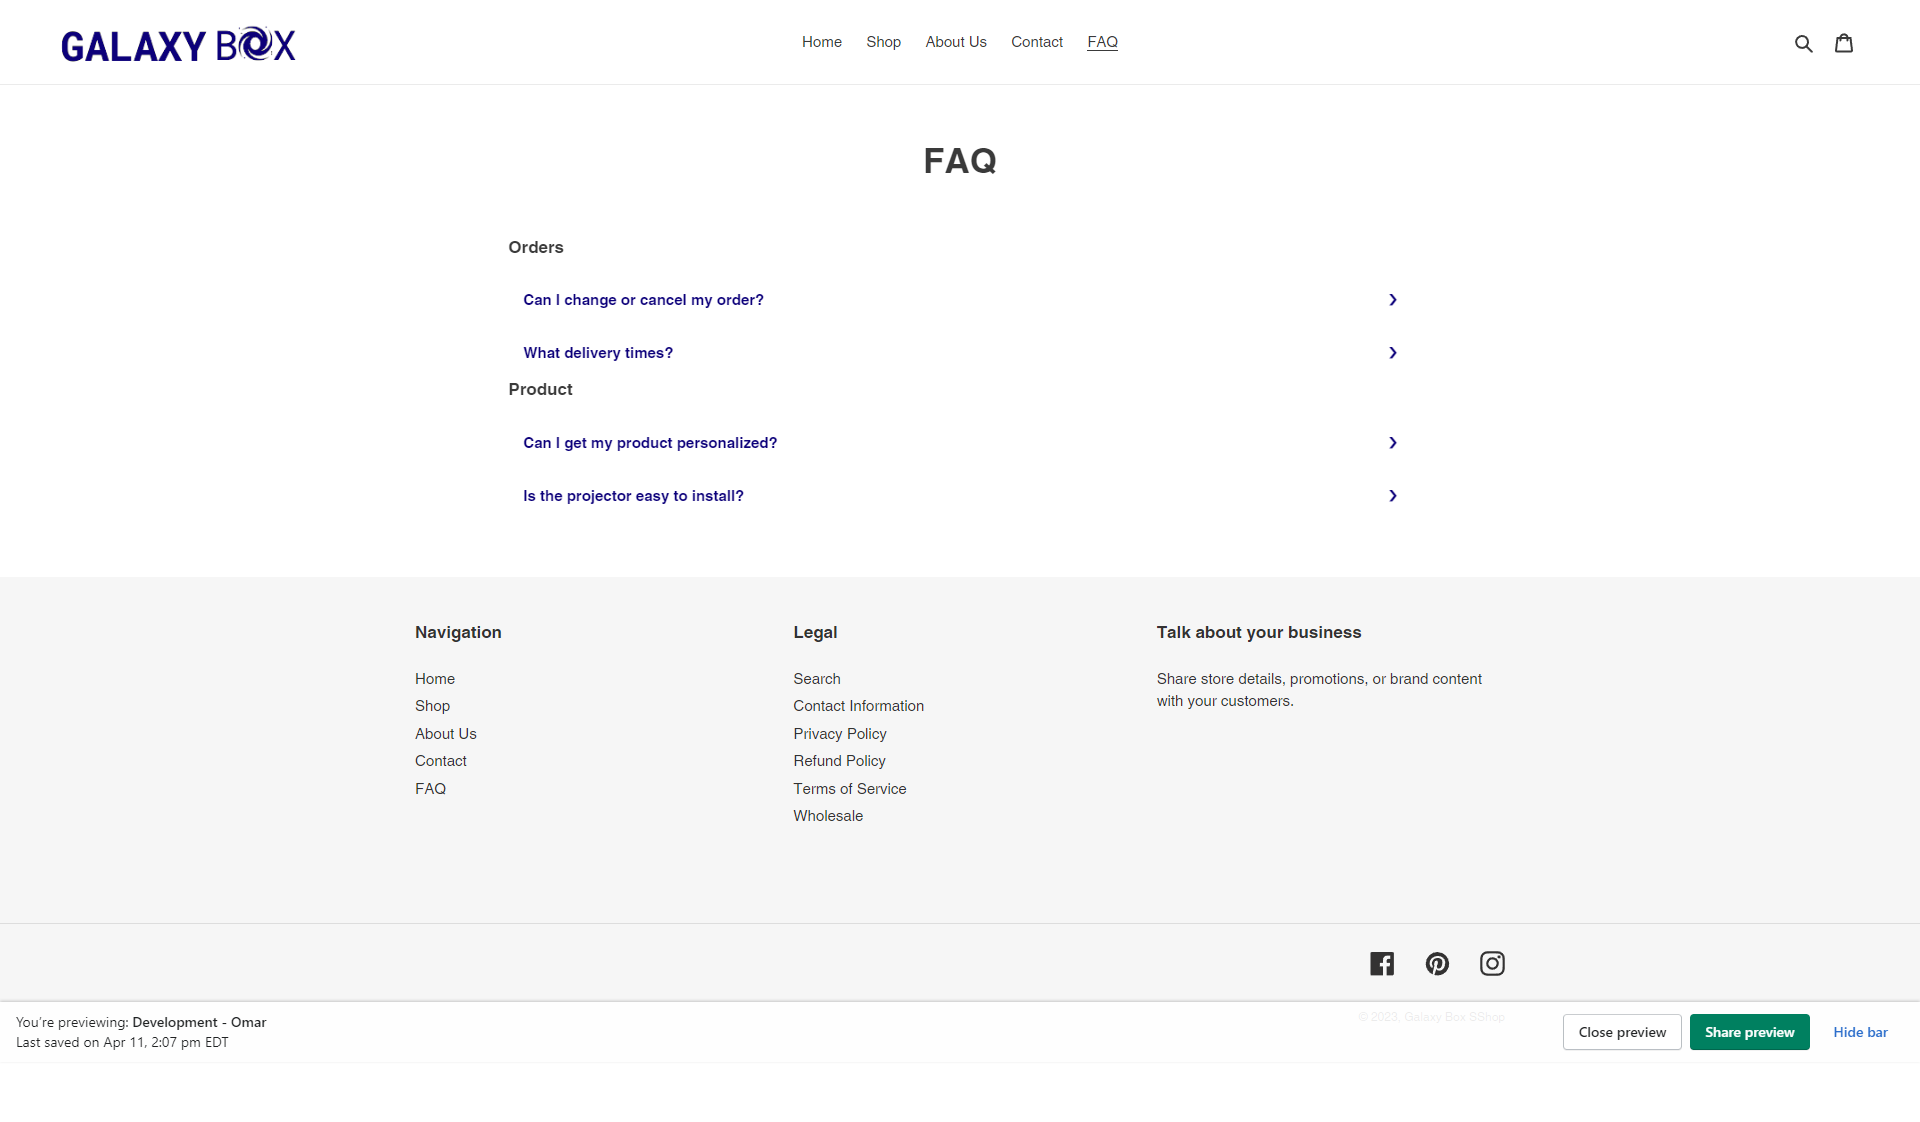 GALAXY BOX
Home Shop About Us Contact FAQ
FAQ
Orders
Can I change or cancel my order?
What delivery times?
Product
Can I get my product personalized?
Is the projector easy to install?
Navigation
Home
Shop
About Us
Contact
FAQ
Legal
Search
Contact Information
Privacy Policy
Refund Policy
Terms of Service
Wholesale
Talk about your business
Share store details, promotions, or brand content
with your customers.
© 2023, Galaxy Box SShop
You're previewing: Development - Omar
Last saved on Apr 11, 2:07 pm EDT
Close preview
Share preview
Hide bar